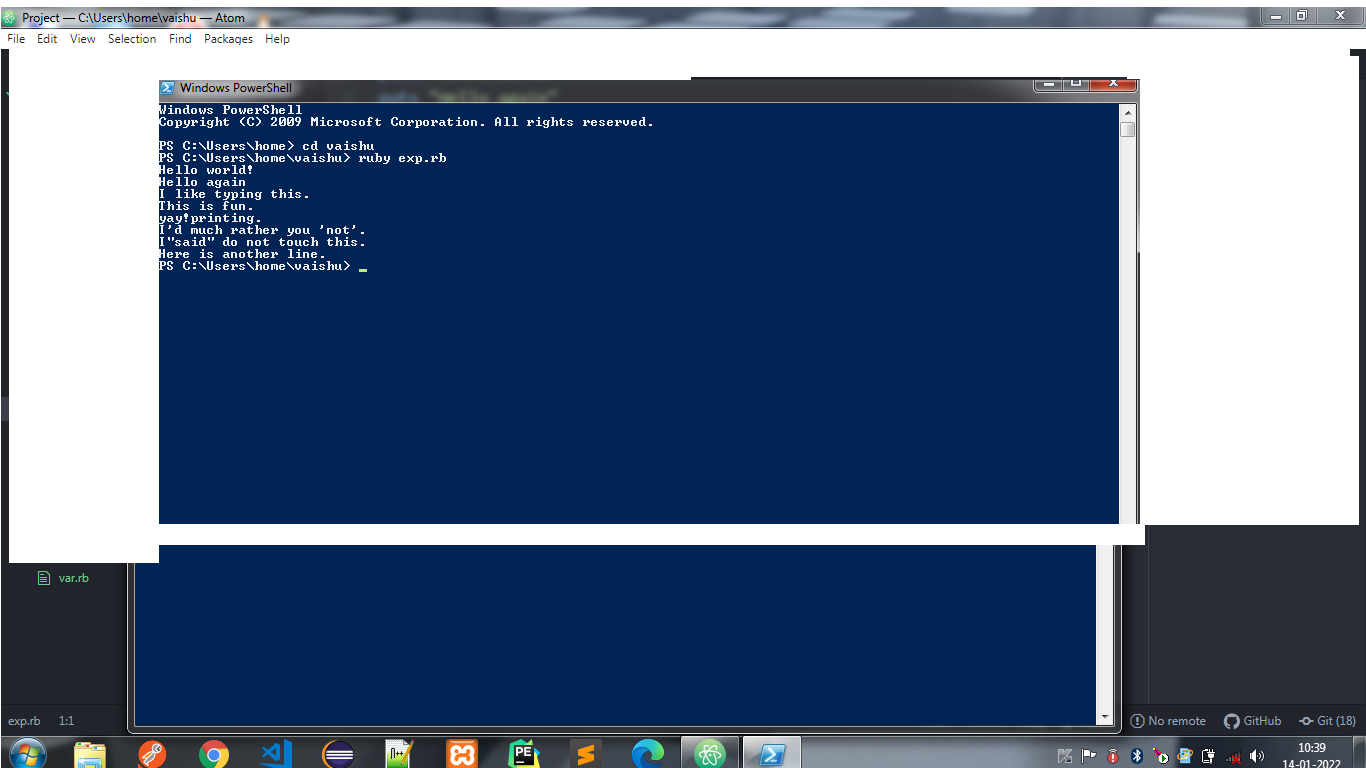 Project — C:\Users\home\vaishu — Atom
File Edit View Selection Find Packages Help
Windows PowerShell
puts "Hello again"
Windows PowerShell
Copyright (C) 2009 Microsoft Corporation. All rights reserved.
PS C:\Users\home> cd vaishu
PS C:\Users\home\vaishu> ruby exp.rb
Hello world!
Hello again
I like typing this.
This is fun.
yay!printing.
I'd much rather you 'not'.
I"said" do not touch this.
Here is another line.
PS C:\Users\home\vaishu>
var.rb
exp.rb 1:1 No remote GitHub Git (18)
PE
10:39
14-01-2022